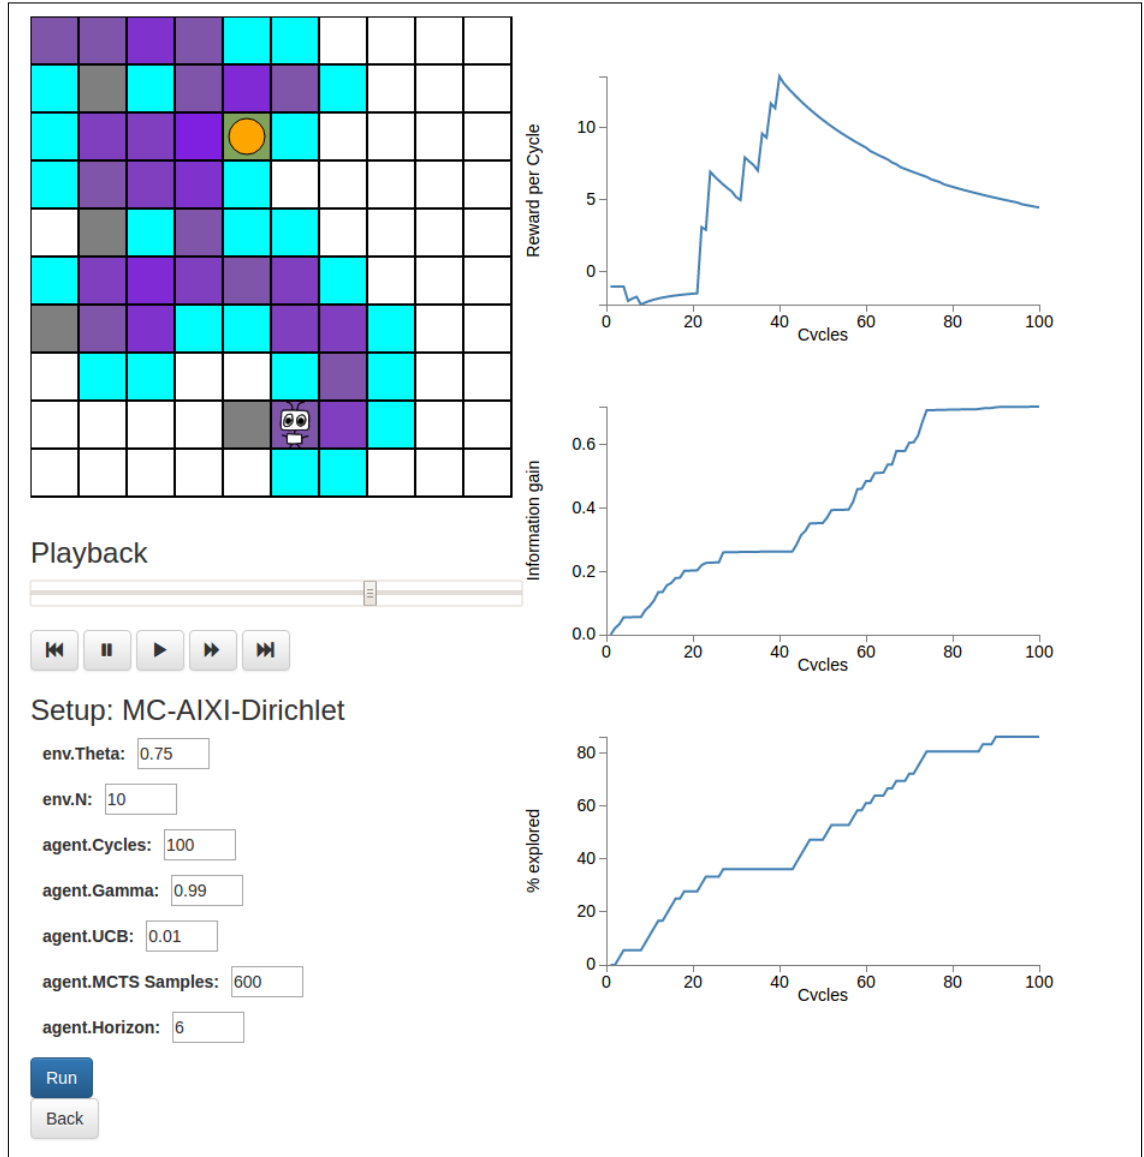 Reward per Cycle
10
5
0
0
20
40
60
80
100
Cycles
Information gain
0.6
0.4
0.2
0.0
0
20
40
60
80
100
Cycles
% explored
80
60
40
20
0
0
20
40
60
80
100
Cycles
Playback
Setup: MC-AIXI-Dirichlet
env.Theta: 0.75
env.N: 10
agent.Cycles: 100
agent.Gamma: 0.99
agent.UCB: 0.01
agent.MCTS Samples: 600
agent.Horizon: 6
Run
Back